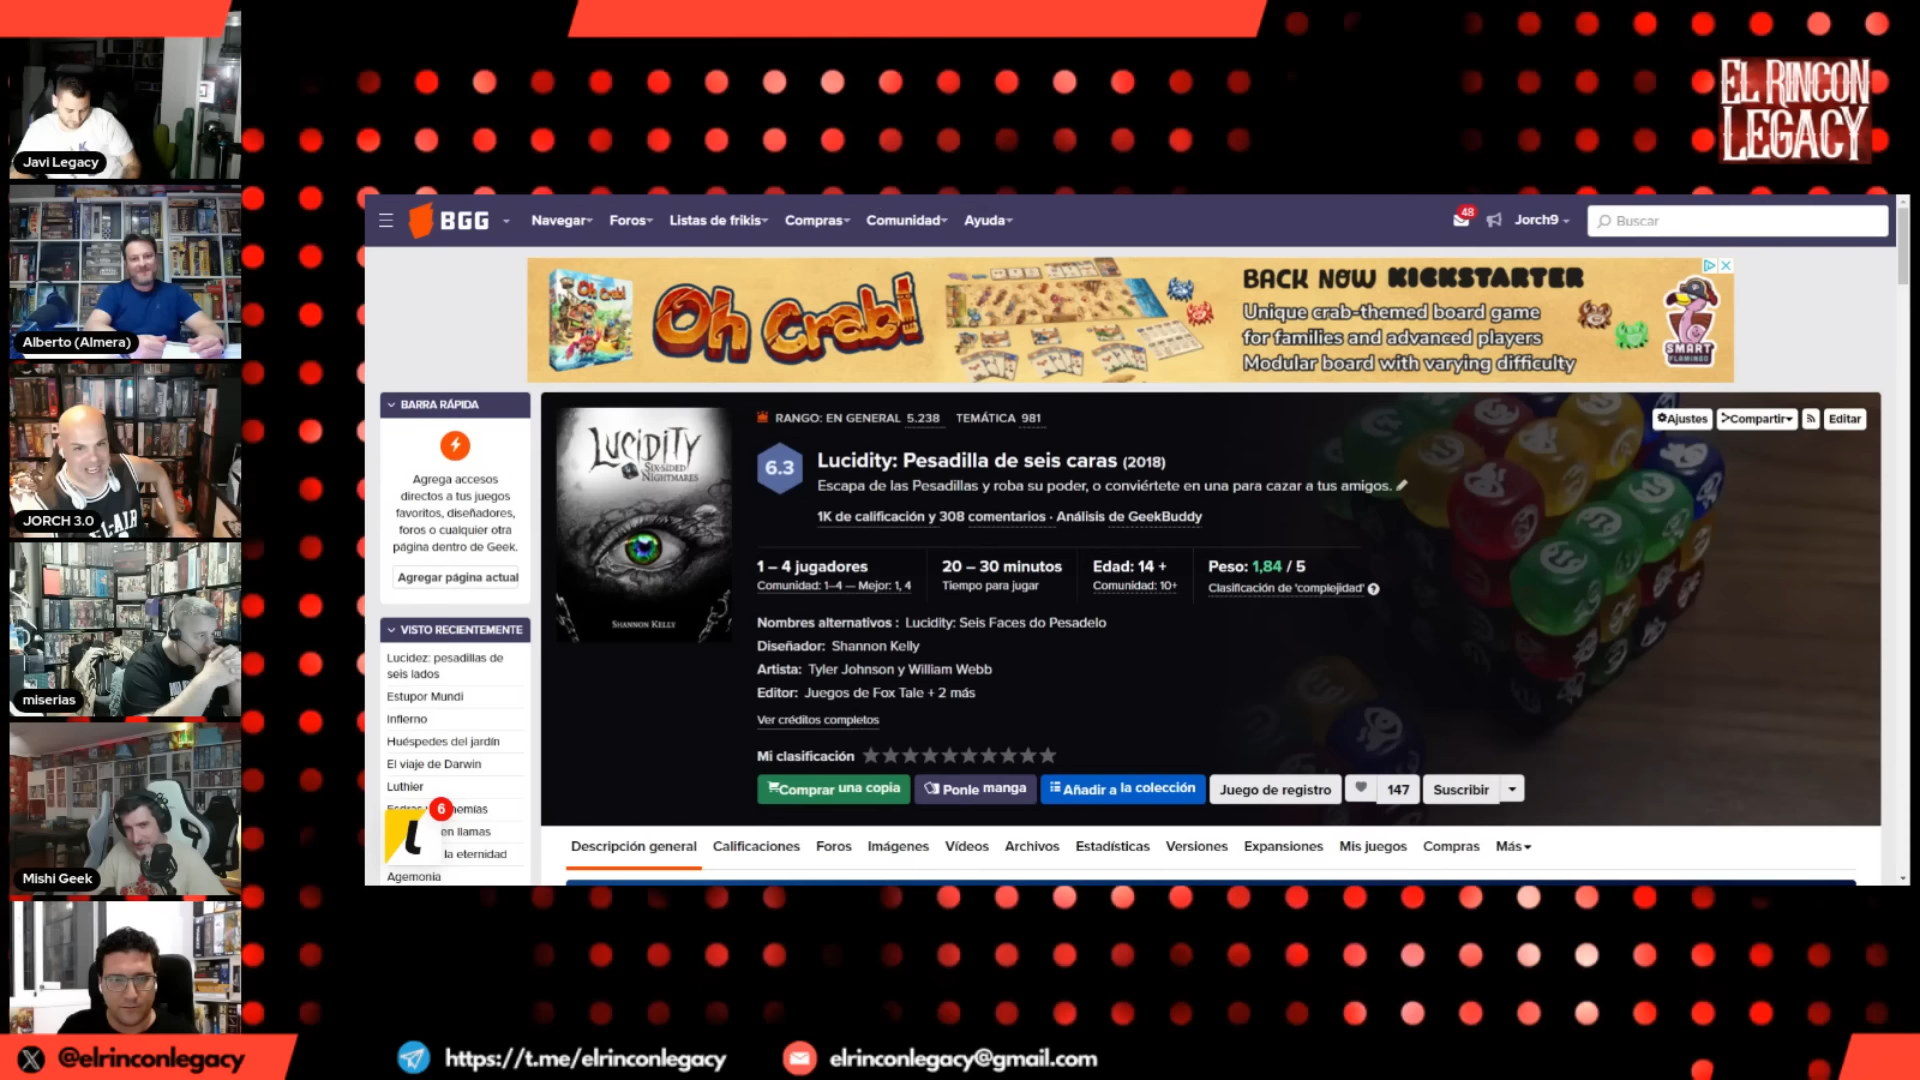 EL RINCON
LEGACY
Javi Legacy
Alberto (Almera)
JORCH 3.0
miserias
Mishi Geek
BGG
Navegar
Foros
Listas de frikis
Compras
Comunidad
Ayuda
48
Jorch9
Buscar
Oh Crab!
Oh Crab!
BACK NOW KICKSTARTER
Unique crab-themed board game
for families and advanced players
Modular board with varying difficulty
SMART
FLAMINGO
BARRA RÁPIDA
Agrega accesos
directos a tus juegos
favoritos, diseñadores,
foros o cualquier otra
página dentro de Geek.
Agregar página actual
VISTO RECIENTEMENTE
Lucidez: pesadillas de
seis lados
Estupor Mundi
Infierno
Huéspedes del jardín
El viaje de Darwin
Luthier
6
en llamas
la eternidad
Agemonia
LUCIDITY
SIX-SIDED
NIGHTMARES
SHANNON KELLY
RANGO: EN GENERAL 5.238 TEMÁTICA 981
Ajustes
Compartir
Editar
6.3
Lucidity: Pesadilla de seis caras (2018)
Escapa de las Pesadillas y roba su poder, o conviértete en una para cazar a tus amigos.
1K de calificación y 308 comentarios · Análisis de GeekBuddy
1 – 4 jugadores
Comunidad: 1–4 — Mejor: 1, 4
20 – 30 minutos
Tiempo para jugar
Edad: 14 +
Comunidad: 10+
Peso: 1,84 / 5
Clasificación de 'complejidad' ?
Nombres alternativos : Lucidity: Seis Faces do Pesadelo
Diseñador: Shannon Kelly
Artista: Tyler Johnson y William Webb
Editor: Juegos de Fox Tale + 2 más
Ver créditos completos
Mi clasificación
Comprar una copia
Ponle manga
Añadir a la colección
Juego de registro
147
Suscribir
Descripción general
Calificaciones
Foros
Imágenes
Vídeos
Archivos
Estadísticas
Versiones
Expansiones
Mis juegos
Compras
Más
@elrinconlegacy
https://t.me/elrinconlegacy
elrinconlegacy@gmail.com